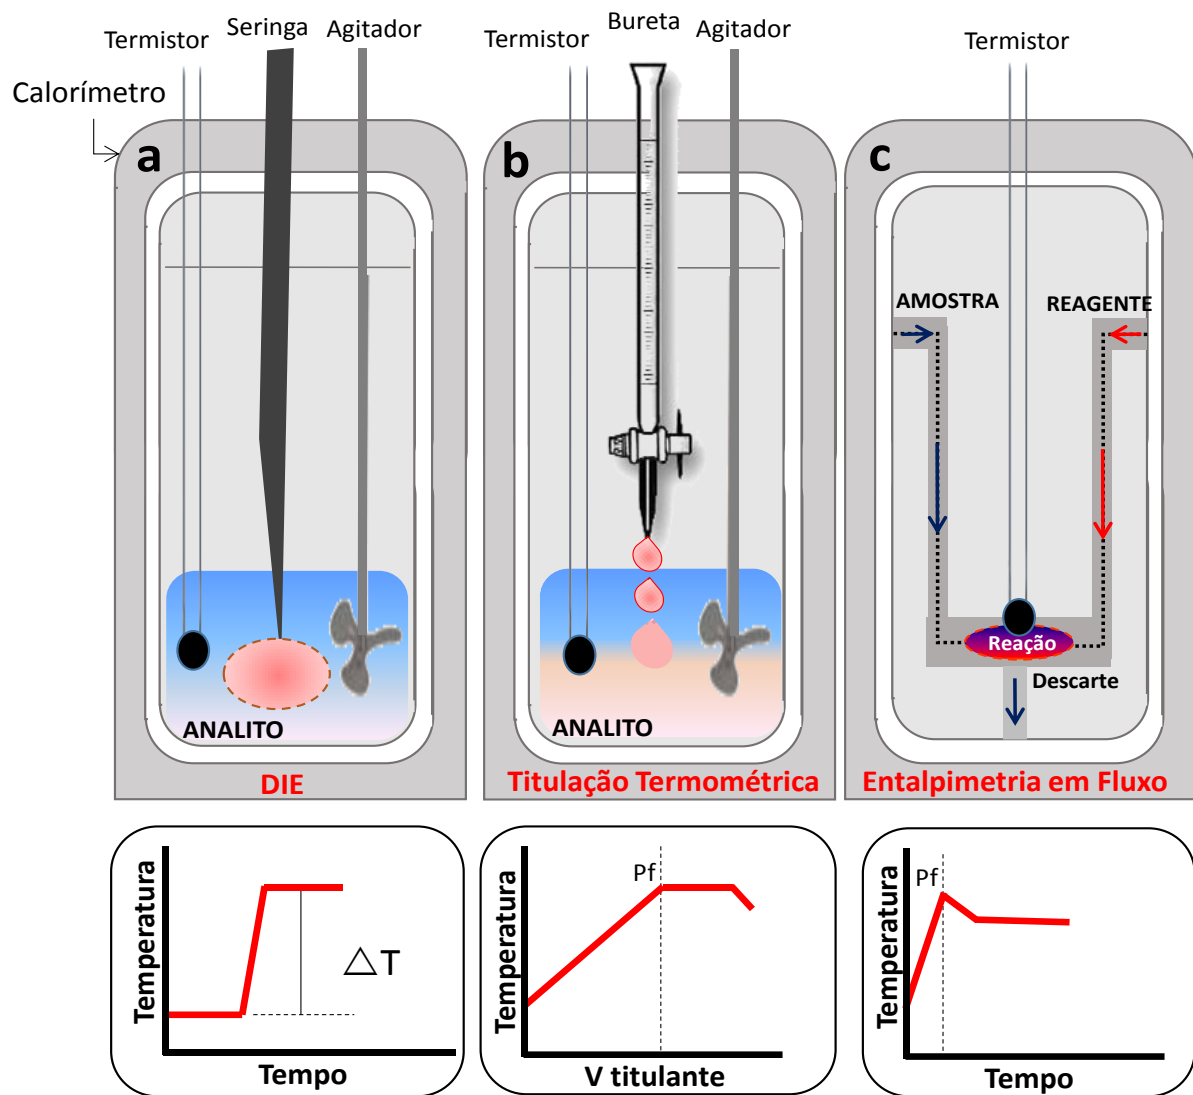 Termistor
Seringa
Agitador
Calorímetro
a
ANALITO
DIE
Termistor
Bureta
Agitador
b
ANALITO
Titulação Termométrica
Termistor
c
AMOSTRA
REAGENTE
Reação
Descarte
Entalpimetria em Fluxo
Temperatura
△T
Tempo
Temperatura
Pf
V titulante
Temperatura
Pf
Tempo